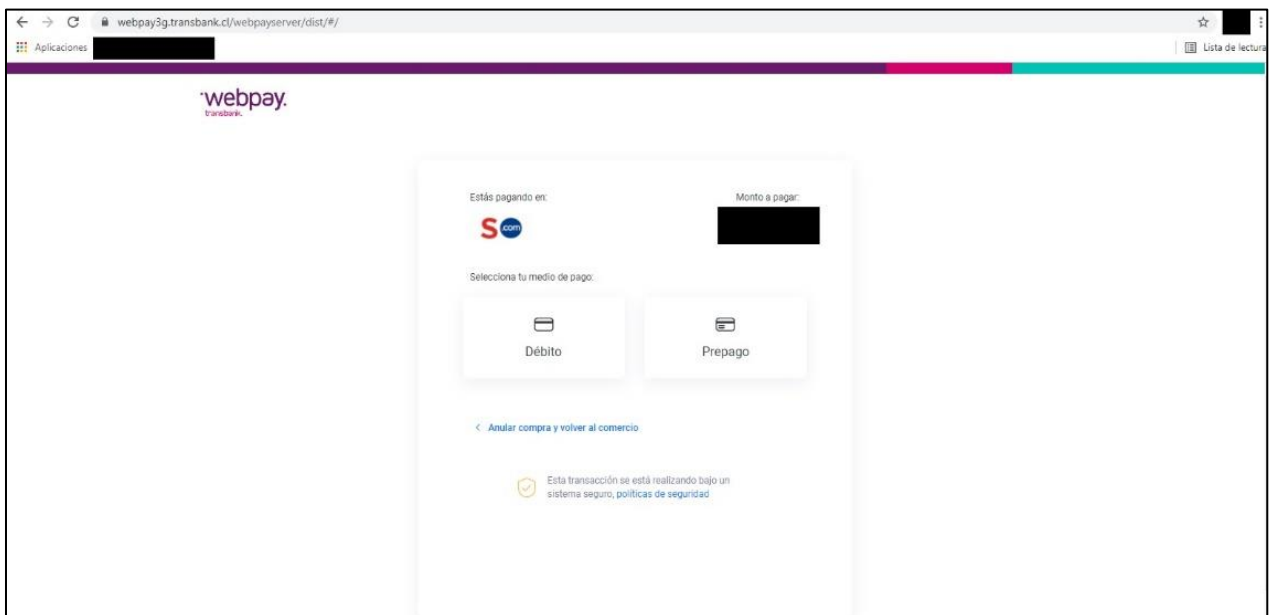 webpay3g.transbank.cl/webpayserver/dist/#/
Aplicaciones
Lista de lectura
webpay.
transbank.
Estás pagando en:
Monto a pagar:
S.com
Selecciona tu medio de pago:
Débito
Prepago
< Anular compra y volver al comercio
Esta transacción se está realizando bajo un
sistema seguro, políticas de seguridad